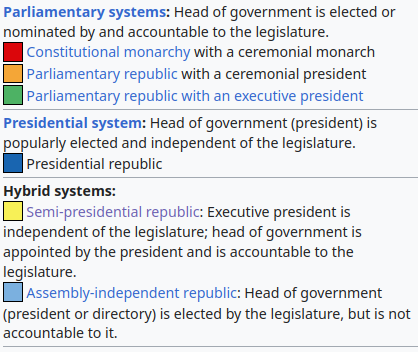 Parliamentary systems: Head of government is elected or
nominated by and accountable to the legislature.
Constitutional monarchy with a ceremonial monarch
Parliamentary republic with a ceremonial president
Parliamentary republic with an executive president
Presidential system: Head of government (president) is
popularly elected and independent of the legislature.
Presidential republic
Hybrid systems:
Semi-presidential republic: Executive president is
independent of the legislature; head of government is
appointed by the president and is accountable to the
legislature.
Assembly-independent republic: Head of government
(president or directory) is elected by the legislature, but is not
accountable to it.